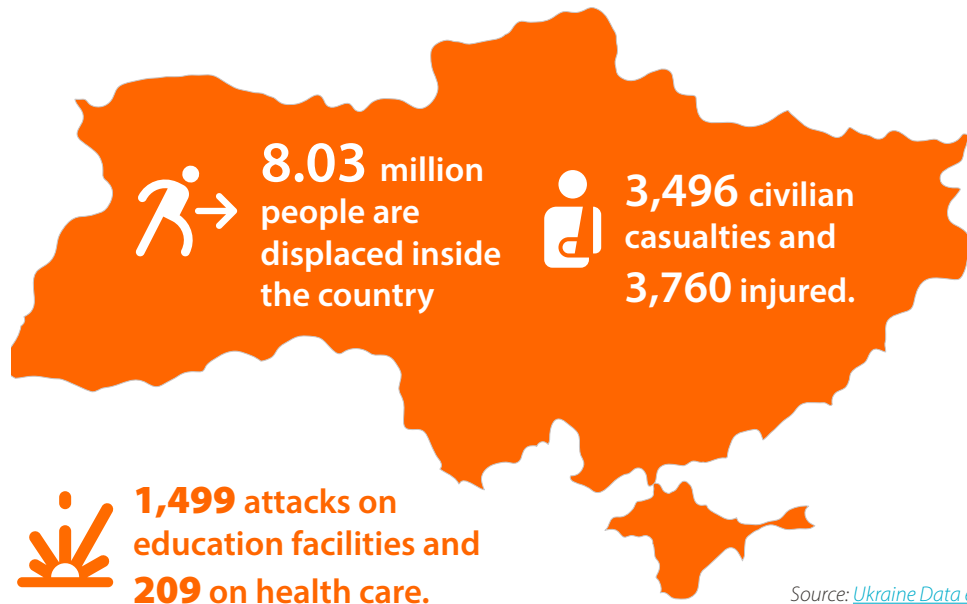 8.03 million
people are
displaced inside
the country
3,496 civilian
casualties and
3,760 injured.
1,499 attacks on
education facilities and
209 on health care.
Source: Ukraine Data